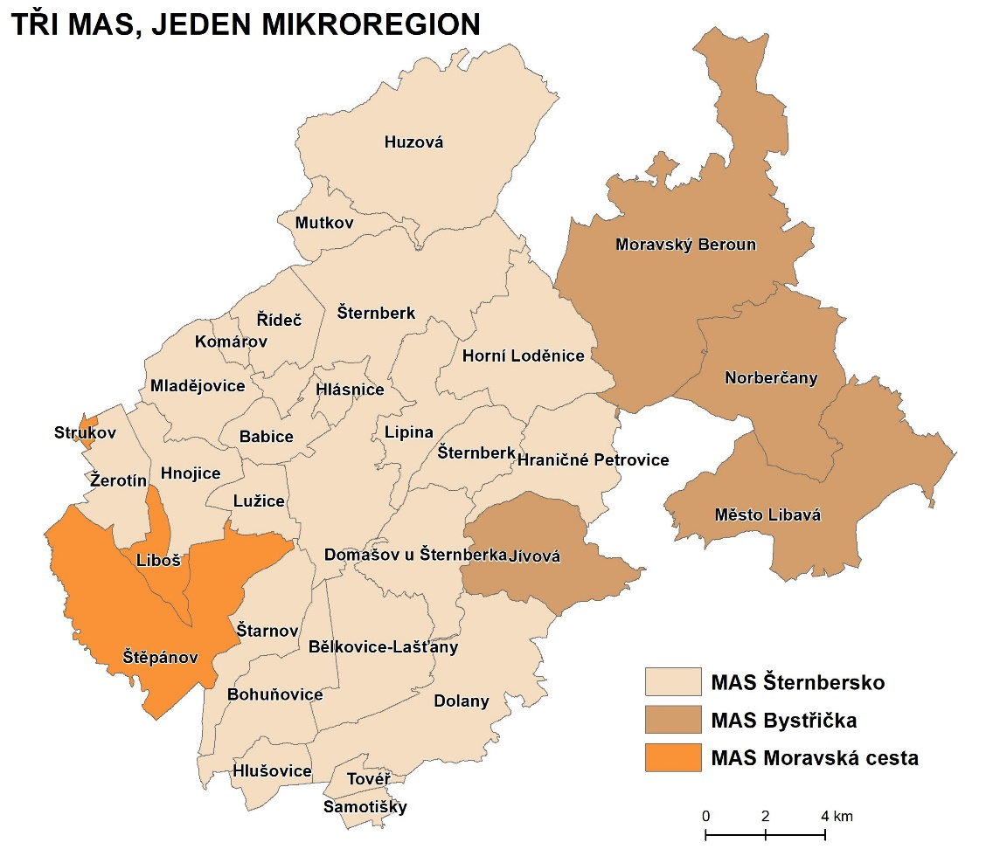 TŘI MAS, JEDEN MIKROREGION
Huzová
Mutkov
Moravský Beroun
Šternberk
Řídeč
Komárov
Horní Loděnice
Norberčany
Mladějovice
Hlásnice
Strukov
Babice
Lipina
Šternberk
Hraničné Petrovice
Žerotín
Hnojice
Lužice
Město Libavá
Liboš
Domašov u Šternberka
Jívová
Štarnov
Štěpánov
Bělkovice-Lašťany
Bohuňovice
Dolany
Hlušovice
Tovéř
Samotišky
MAS Šternbersko
MAS Bystřička
MAS Moravská cesta
0 2 4 km